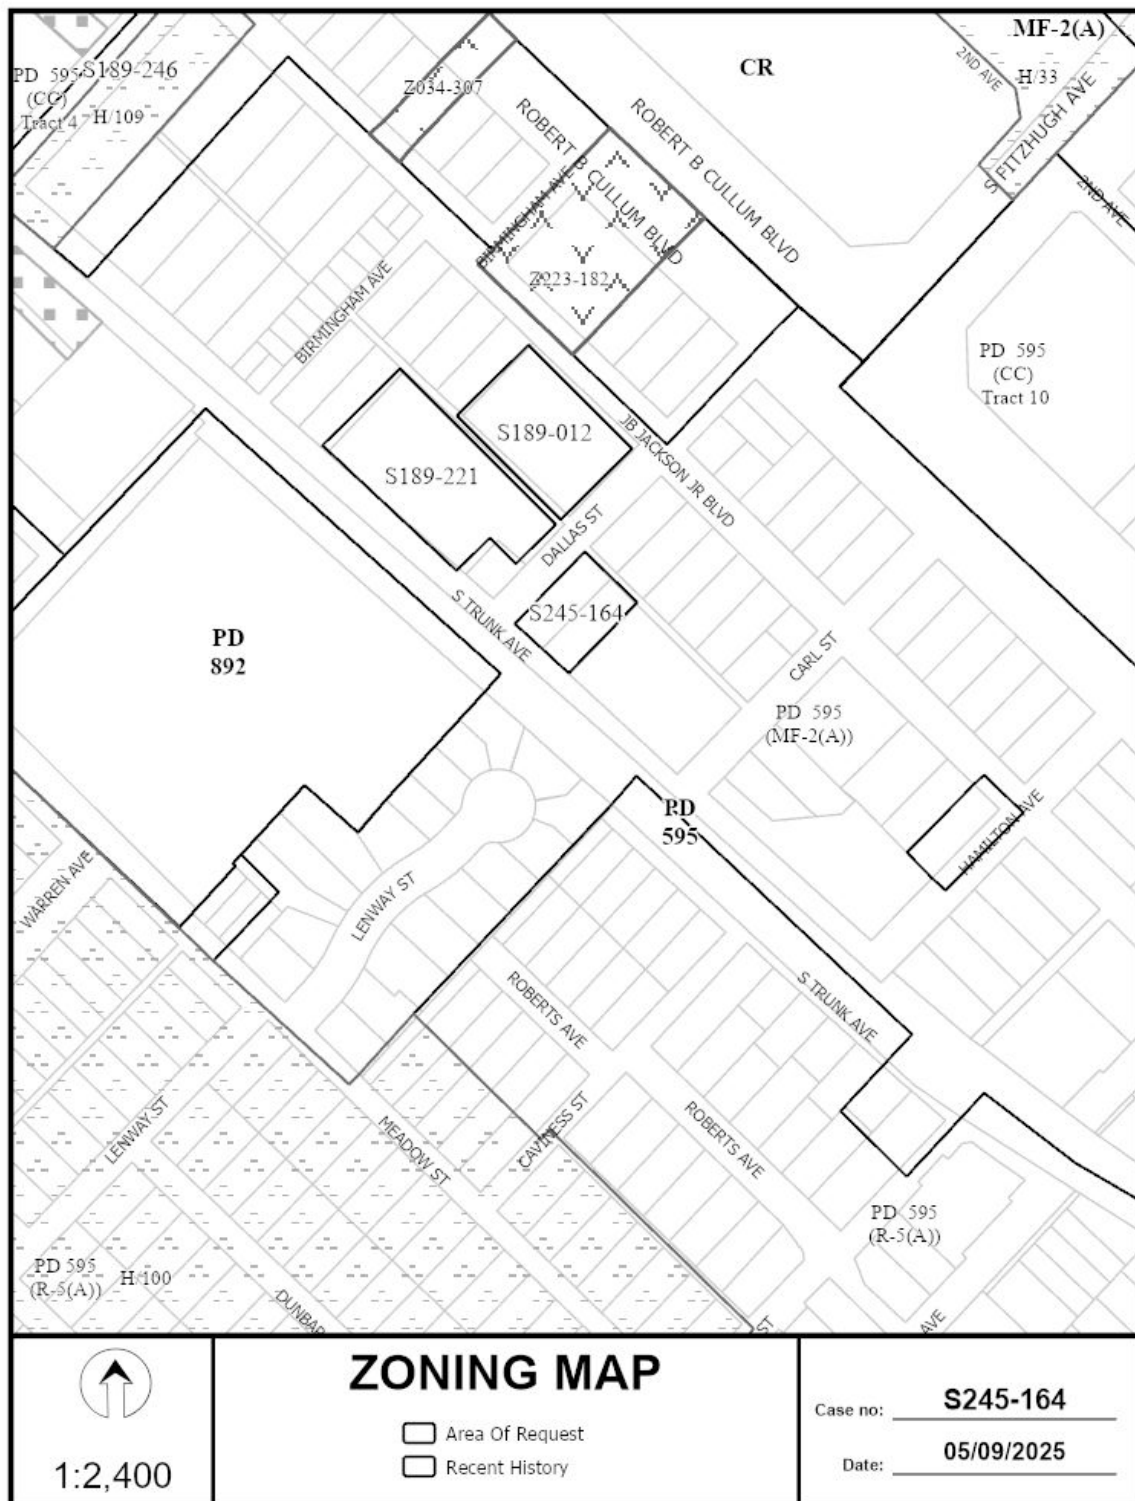 MF-2(A)
S189-246
PD 595
(CC)
Tract 4
H/109
Z034-307
CR
2ND AVE
H/33
S FITZHUGH AVE
2ND AVE
ROBERT B CULLUM BLVD
ROBERT B CULLUM BLVD
BIRMINGHAM AVE
Z223-182
BIRMINGHAM AVE
PD 595
(CC)
Tract 10
S189-012
S189-221
JB JACKSON JR BLVD
DALLAS ST
S TRUNK AVE
S245-164
PD
892
CARL ST
PD 595
(MF-2(A))
PD
595
HAMILTON AVE
WARREN AVE
LENWAY ST
ROBERTS AVE
S TRUNK AVE
LENWAY ST
MEADOW ST
CAVINESS ST
ROBERTS AVE
PD 595
(R-5(A))
PD 595
(R-5(A))
H/100
DUNBAR
ST
AVE
1:2,400
ZONING MAP
Area Of Request
Recent History
Case no: S245-164
Date: 05/09/2025